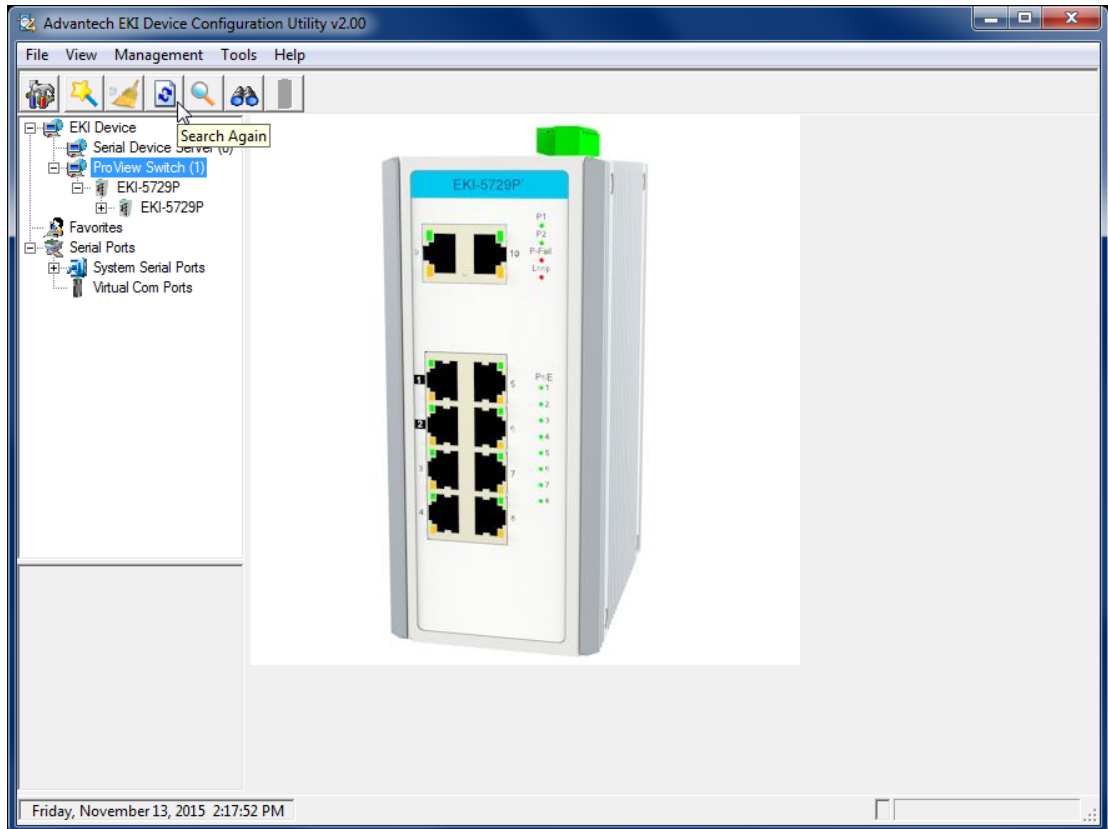 Advantech EKI Device Configuration Utility v2.00
File View Management Tools Help
Search Again
EKI Device
Serial Device Server (0)
ProView Switch (1)
EKI-5729P
EKI-5729P
Favorites
Serial Ports
System Serial Ports
Virtual Com Ports
EKI-5729P
P1
P2
P-Fail
Loop
10
PoE
1
5
1
2
2
6
3
4
3
7
5
6
7
4
8
8
Friday, November 13, 2015 2:17:52 PM